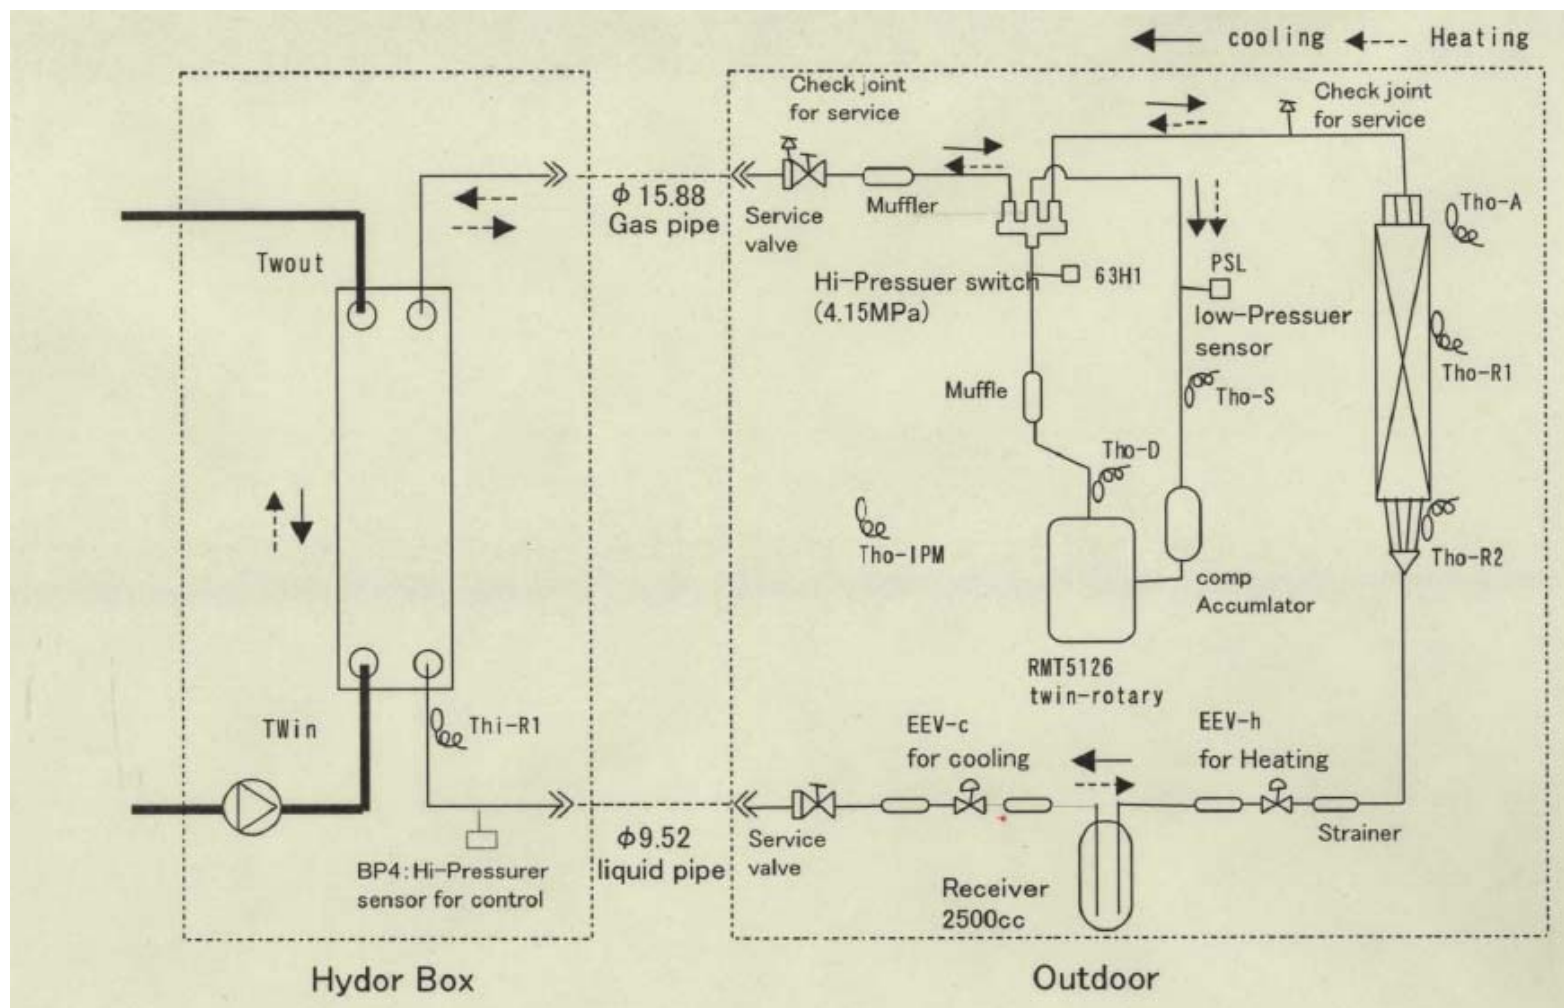 cooling
Heating
Check joint
for service
Check joint
for service
φ 15.88
Gas pipe
Service
valve
Muffler
Tho-A
Twout
Hi-Pressuer switch
(4.15MPa)
63H1
PSL
low-Pressuer
sensor
Tho-R1
Muffle
Tho-S
Tho-D
Tho-IPM
Tho-R2
comp
Accumlator
RMT5126
twin-rotary
TWin
Thi-R1
EEV-c
for cooling
EEV-h
for Heating
BP4:Hi-Pressurer
sensor for control
φ9.52
liquid pipe
Service
valve
Strainer
Receiver
2500cc
Hydor Box
Outdoor